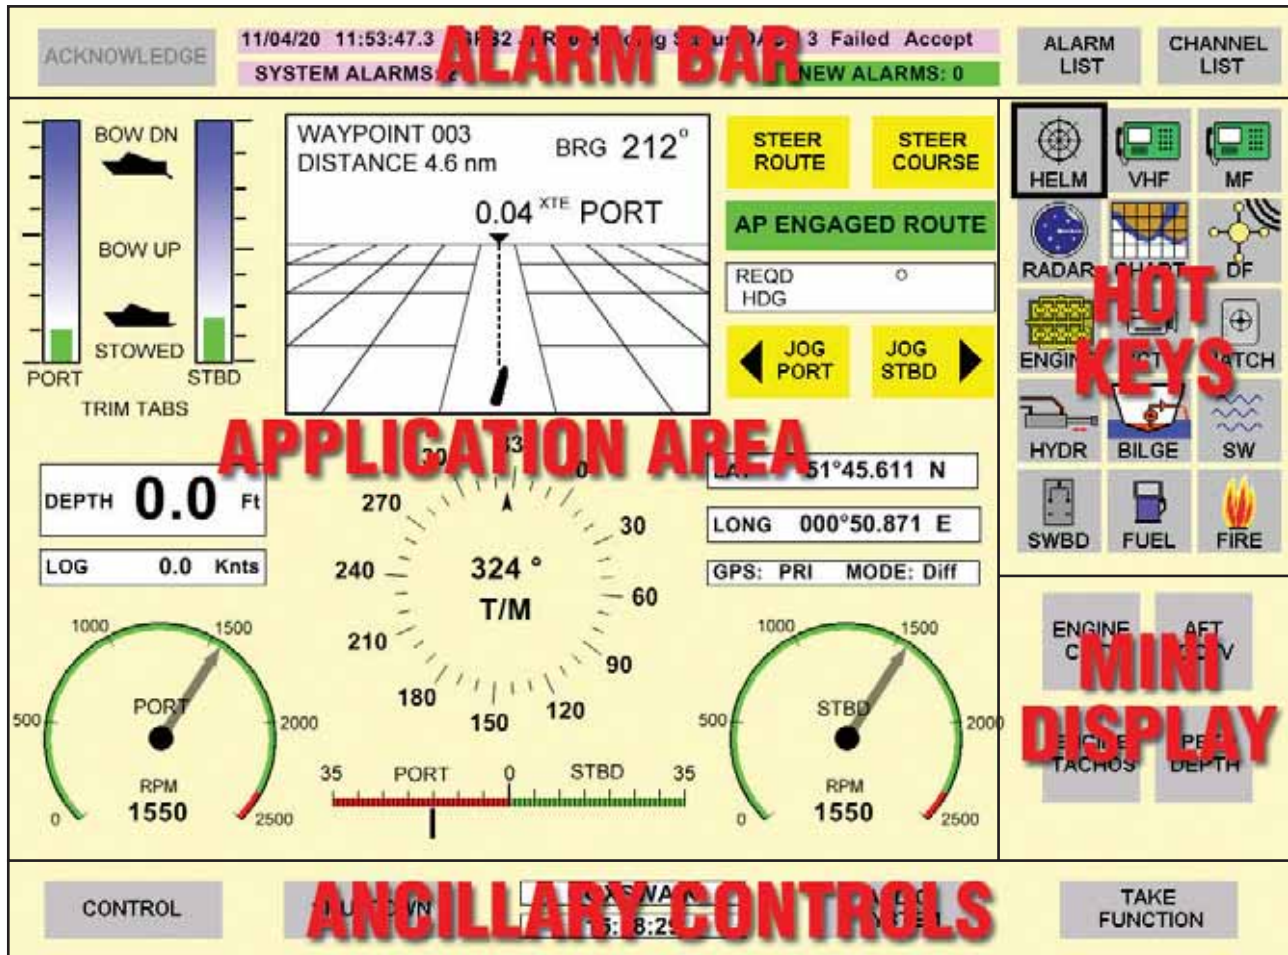 ACKNOWLEDGE
11/04/20 11:53:47.3 Failed Accept
SYSTEM ALARMS:
NEW ALARMS: 0
ALARM BAR
ALARM
LIST
CHANNEL
LIST
BOW DN
BOW UP
STOWED
PORT
STBD
TRIM TABS
WAYPOINT 003
DISTANCE 4.6 nm
BRG 212°
0.04 XTE PORT
STEER
ROUTE
STEER
COURSE
AP ENGAGED ROUTE
REQD °
HDG
JOG
PORT
JOG
STBD
APPLICATION AREA
DEPTH 0.0 Ft
LOG 0.0 Knts
33
30
60
90
120
150
180
210
240
270
324 °
T/M
51°45.611 N
LONG 000°50.871 E
GPS: PRI MODE: Diff
0
500
1000
1500
2000
2500
PORT
RPM
1550
35 PORT 0 STBD 35
0
500
1000
1500
2000
2500
STBD
RPM
1550
HELM
VHF
MF
RADAR
CHART
DF
HOT
KEYS
HYDR
BILGE
SW
SWBD
FUEL
FIRE
ENGINE
AFT
MINI
DISPLAY
TACHOS
DEPTH
CONTROL
ANCILLARY CONTROLS
TAKE
FUNCTION